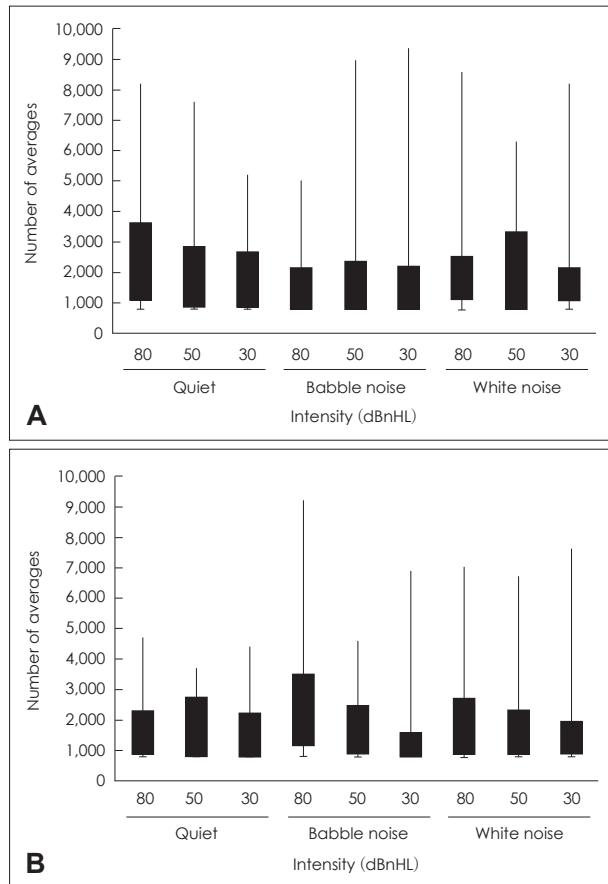 10,000
9,000
8,000
7,000
6,000
5,000
4,000
3,000
2,000
1,000
0
Number of averages
80 50 30 80 50 30 80 50 30
Quiet Babble noise White noise
Intensity (dBnHL)
A
10,000
9,000
8,000
7,000
6,000
5,000
4,000
3,000
2,000
1,000
0
Number of averages
80 50 30 80 50 30 80 50 30
Quiet Babble noise White noise
Intensity (dBnHL)
B